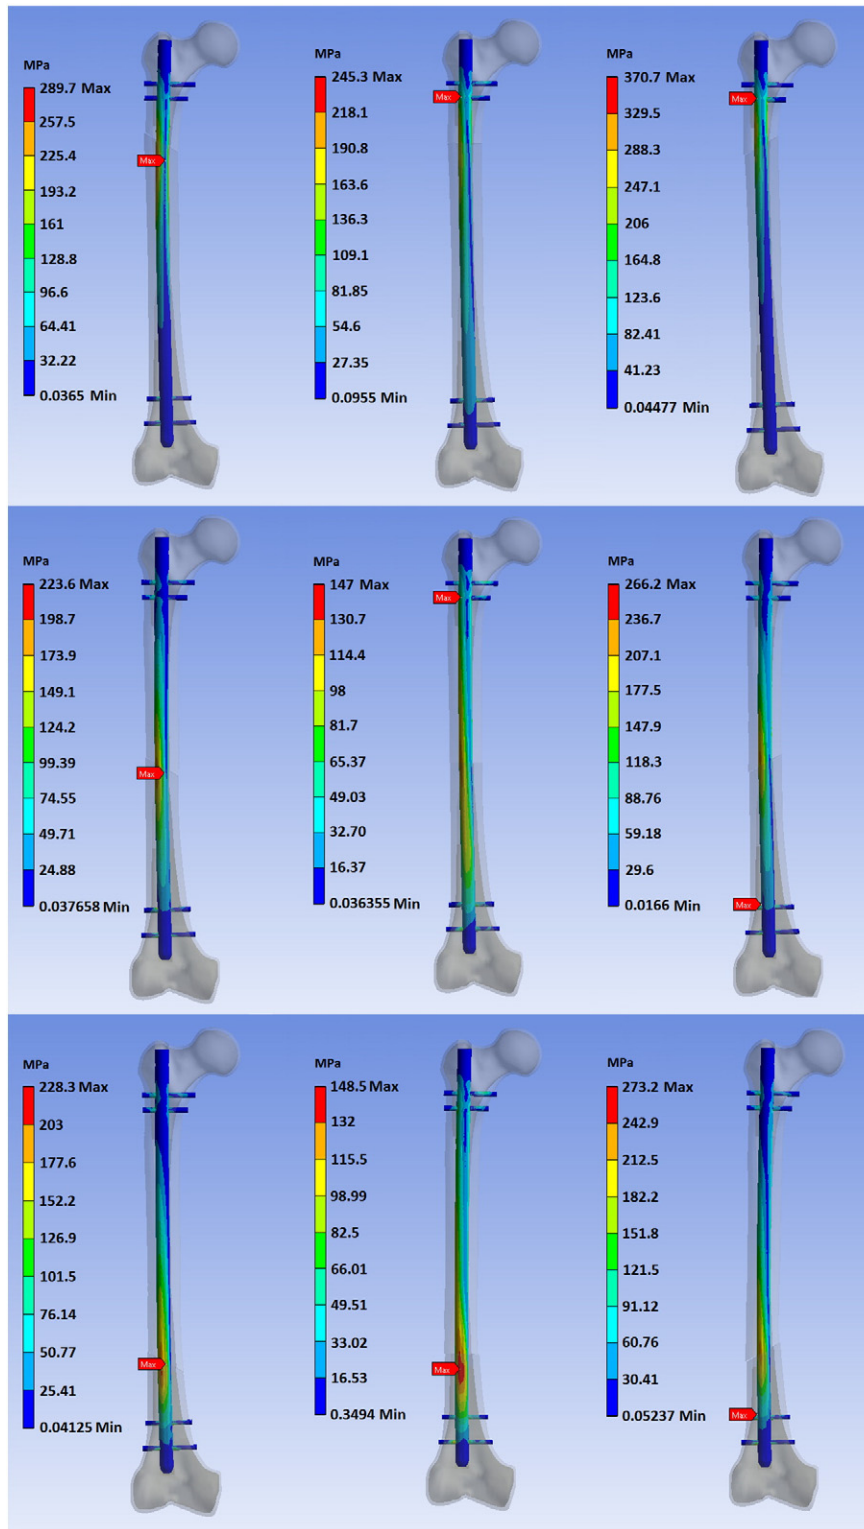 MPa
289.7 Max
257.5
225.4
193.2
161
128.8
96.6
64.41
32.22
0.0365 Min
Max
MPa
245.3 Max
218.1
190.8
163.6
136.3
109.1
81.85
54.6
27.35
0.0955 Min
Max
MPa
370.7 Max
329.5
288.3
247.1
206
164.8
123.6
82.41
41.23
0.04477 Min
Max
MPa
223.6 Max
198.7
173.9
149.1
124.2
99.39
74.55
49.71
24.88
0.037658 Min
Max
MPa
147 Max
130.7
114.4
98
81.7
65.37
49.03
32.70
16.37
0.036355 Min
Max
MPa
266.2 Max
236.7
207.1
177.5
147.9
118.3
88.76
59.18
29.6
0.0166 Min
Max
MPa
228.3 Max
203
177.6
152.2
126.9
101.5
76.14
50.77
25.41
0.04125 Min
Max
MPa
148.5 Max
132
115.5
98.99
82.5
66.01
49.51
33.02
16.53
0.3494 Min
Max
MPa
273.2 Max
242.9
212.5
182.2
151.8
121.5
91.12
60.76
30.41
0.05237 Min
Max